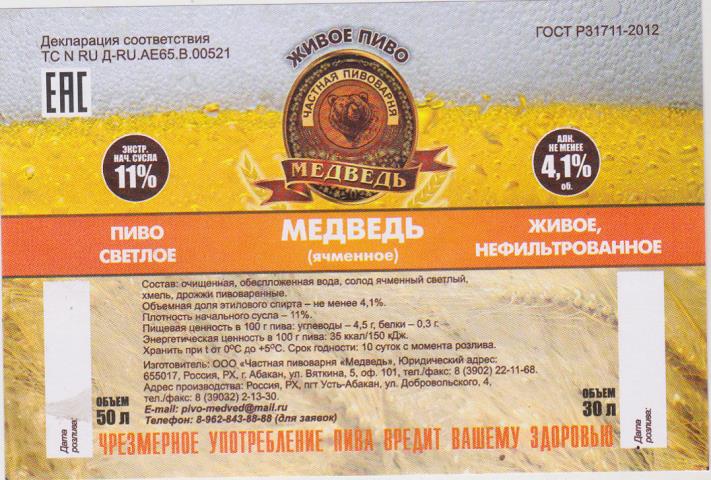 Декларация соответствия
ТС N RU Д-RU.АЕ65.В.00521
ГОСТ Р31711-2012
ЕАС
ЖИВОЕ ПИВО
ЧАСТНАЯ ПИВОВАРНЯ
МЕДВЕДЬ
ЭКСТР.
НАЧ. СУСЛА
11%
АЛК.
НЕ МЕНЕЕ
4,1%
об.
ПИВО
СВЕТЛОЕ
МЕДВЕДЬ
(ячменное)
ЖИВОЕ,
НЕФИЛЬТРОВАННОЕ
Состав: очищенная, обесплошенная вода, солод ячменный светлый,
хмель, дрожжи пивоваренные.
Объемная доля этилового спирта – не менее 4,1%.
Плотность начального сусла – 11%.
Пищевая ценность в 100 г пива: углеводы – 4,5 г, белки – 0,3 г.
Энергетическая ценность в 100 г пива: 35 ккал/150 кДж.
Хранить при t от 0⁰С до +5⁰С. Срок годности: 10 суток с момента розлива.
Изготовитель: ООО «Частная пивоварня «Медведь», Юридический адрес:
655017, Россия, РХ, г. Абакан, ул. Вяткина, 5, оф. 101, тел./факс: 8 (3902) 22-11-68.
Адрес производства: Россия, РХ, пгт Усть-Абакан, ул. Добровольского, 4,
тел./факс: 8 (39032) 2-13-30.
E-mail: pivo-medved@mail.ru
Телефон: 8-962-843-88-88 (для заявок)
ОБЪЕМ
50 л
ОБЪЕМ
30 л
Дата
розлива:
Дата
розлива:
ЧРЕЗМЕРНОЕ УПОТРЕБЛЕНИЕ ПИВА ВРЕДИТ ВАШЕМУ ЗДОРОВЬЮ